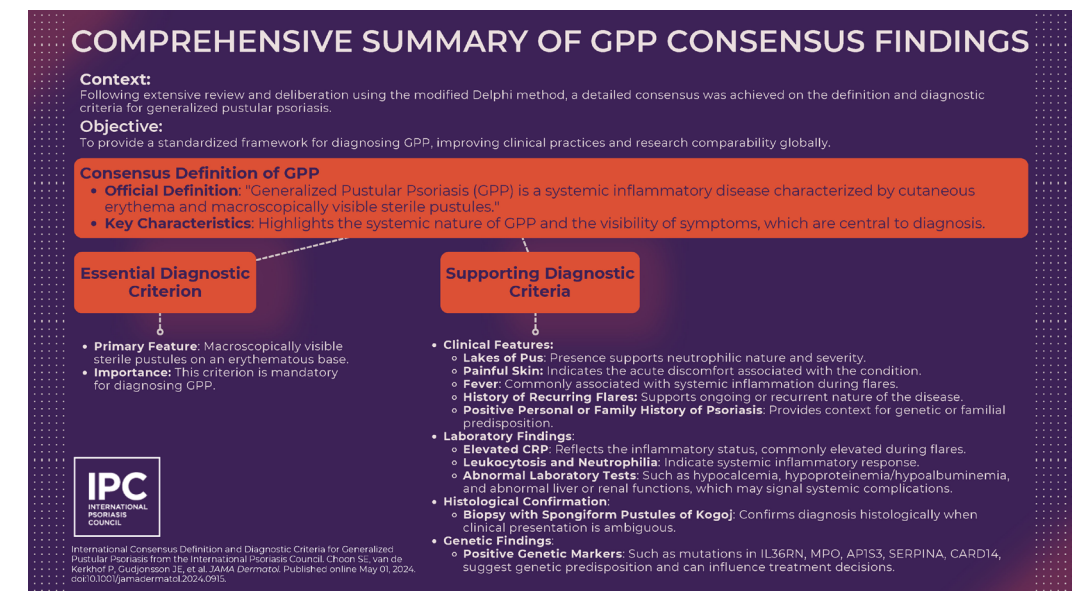 COMPREHENSIVE SUMMARY OF GPP CONSENSUS FINDINGS
Context:
Following extensive review and deliberation using the modified Delphi method, a detailed consensus was achieved on the definition and diagnostic
criteria for generalized pustular psoriasis.
Objective:
To provide a standardized framework for diagnosing GPP, improving clinical practices and research comparability globally.
Consensus Definition of GPP
• Official Definition: "Generalized Pustular Psoriasis (GPP) is a systemic inflammatory disease characterized by cutaneous
erythema and macroscopically visible sterile pustules."
• Key Characteristics: Highlights the systemic nature of GPP and the visibility of symptoms, which are central to diagnosis.
Essential Diagnostic
Criterion
• Primary Feature: Macroscopically visible
sterile pustules on an erythematous base.
• Importance: This criterion is mandatory
for diagnosing GPP.
Supporting Diagnostic
Criteria
• Clinical Features:
○ Lakes of Pus: Presence supports neutrophilic nature and severity.
○ Painful Skin: Indicates the acute discomfort associated with the condition.
○ Fever: Commonly associated with systemic inflammation during flares.
○ History of Recurring Flares: Supports ongoing or recurrent nature of the disease.
○ Positive Personal or Family History of Psoriasis: Provides context for genetic or familial
predisposition.
• Laboratory Findings:
○ Elevated CRP: Reflects the inflammatory status, commonly elevated during flares.
○ Leukocytosis and Neutrophilia: Indicate systemic inflammatory response.
○ Abnormal Laboratory Tests: Such as hypocalcemia, hypoproteinemia/hypoalbuminemia,
and abnormal liver or renal functions, which may signal systemic complications.
• Histological Confirmation:
○ Biopsy with Spongiform Pustules of Kogoj: Confirms diagnosis histologically when
clinical presentation is ambiguous.
• Genetic Findings:
○ Positive Genetic Markers: Such as mutations in IL36RN, MPO, AP1S3, SERPINA, CARD14,
suggest genetic predisposition and can influence treatment decisions.
IPC
INTERNATIONAL
PSORIASIS
COUNCIL
International Consensus Definition and Diagnostic Criteria for Generalized
Pustular Psoriasis from the International Psoriasis Council. Choon SE, van de
Kerkhof P, Gudjonsson JE, et al. JAMA Dermatol. Published online May 01, 2024.
doi:10.1001/jamadermatol.2024.0915.